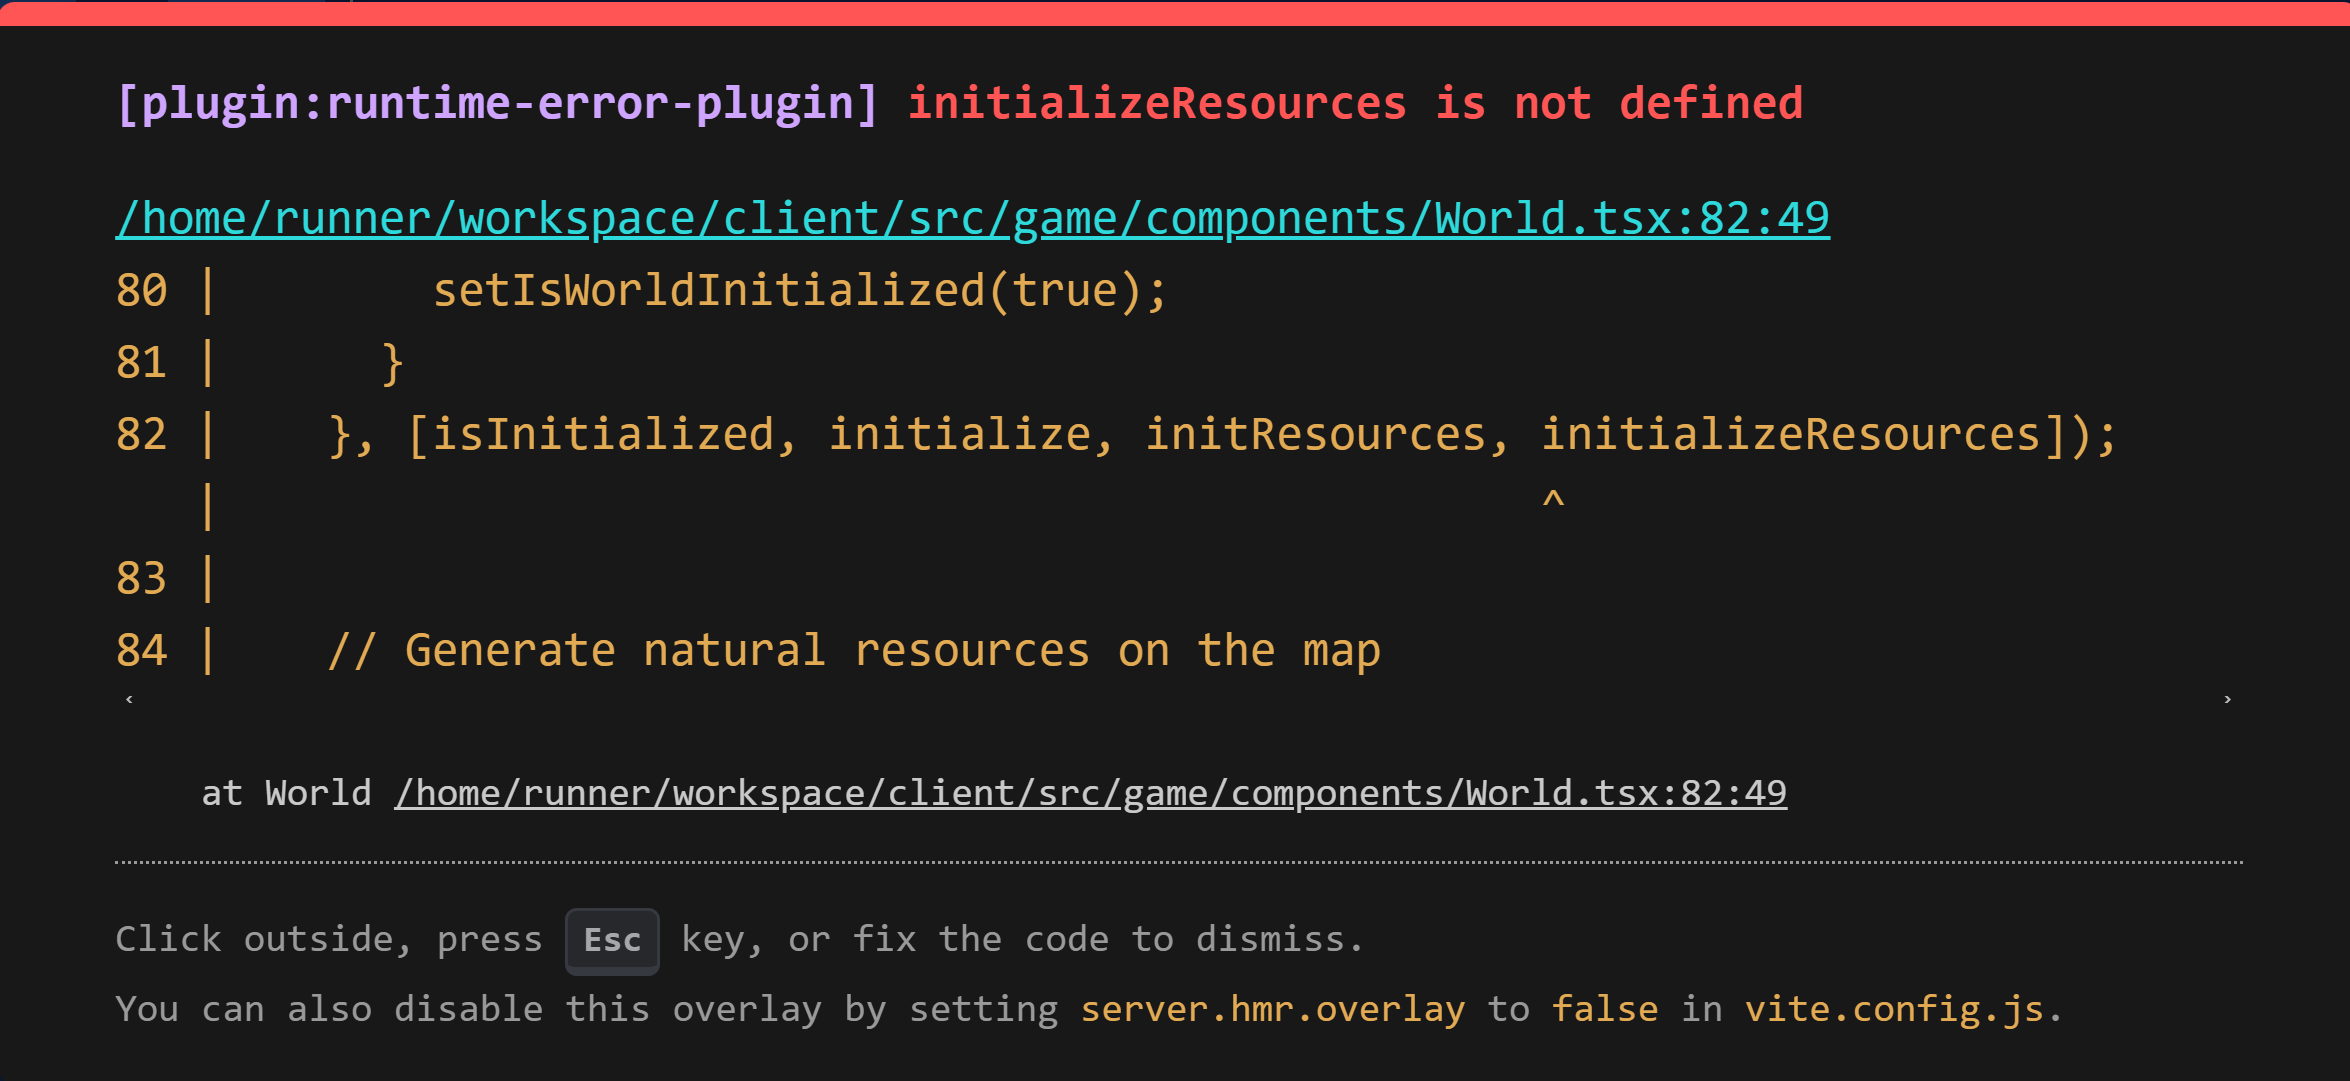 [plugin:runtime-error-plugin] initializeResources is not defined
/home/runner/workspace/client/src/game/components/World.tsx:82:49
80 |        setIsWorldInitialized(true);
81 |      }
82 |    }, [isInitialized, initialize, initResources, initializeResources]);
   |                                                  ^
83 |
84 |    // Generate natural resources on the map
at World /home/runner/workspace/client/src/game/components/World.tsx:82:49
Click outside, press Esc key, or fix the code to dismiss.
You can also disable this overlay by setting server.hmr.overlay to false in vite.config.js.